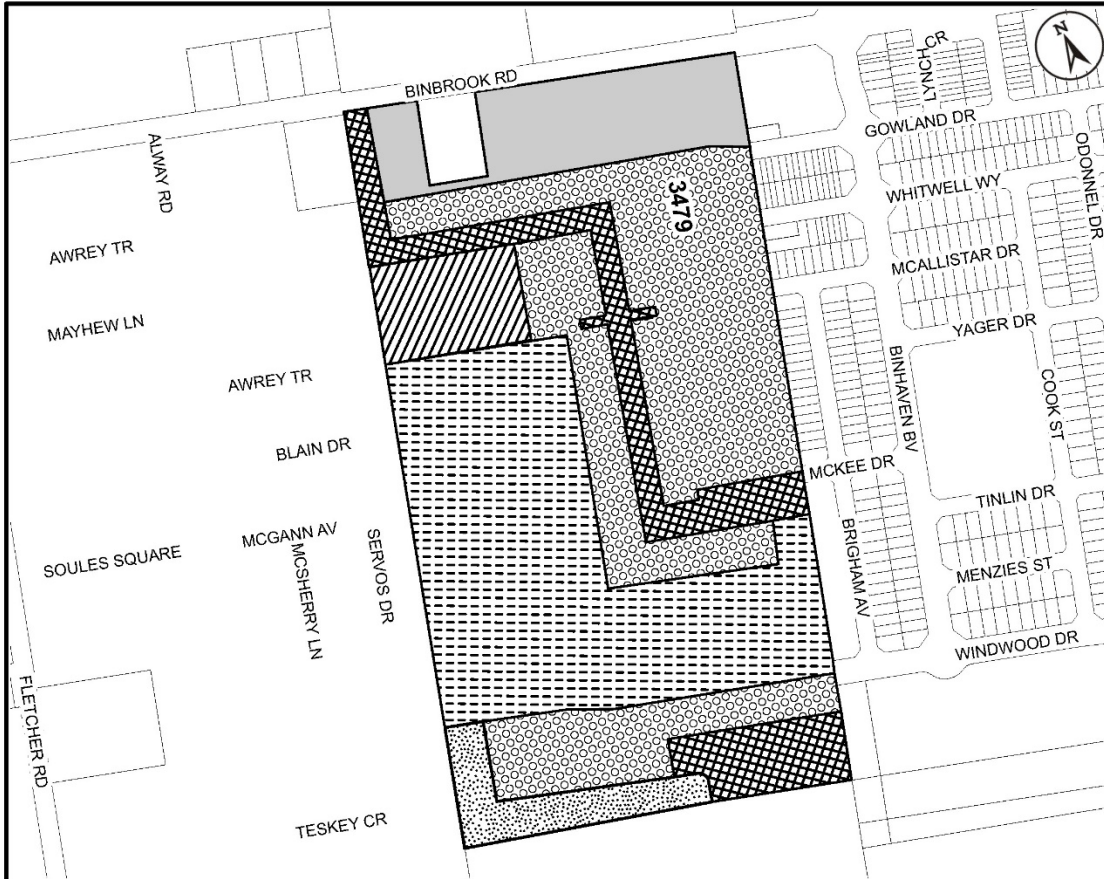 N
BINBROOK RD
LYNCH
CR
GOWLAND DR
ODONNEL DR
ALWAY RD
WHITWELL WY
3479
AWREY TR
MCALLISTAR DR
MAYHEW LN
YAGER DR
AWREY TR
BINHAVEN BV
COOK ST
BLAIN DR
MCKEE DR
TINLIN DR
MCGANN AV
SOULES SQUARE
MCSHERRY LN
SERVOS DR
BRIGHAM AV
MENZIES ST
WINDWOOD DR
FLETCHER RD
TESKEY CR